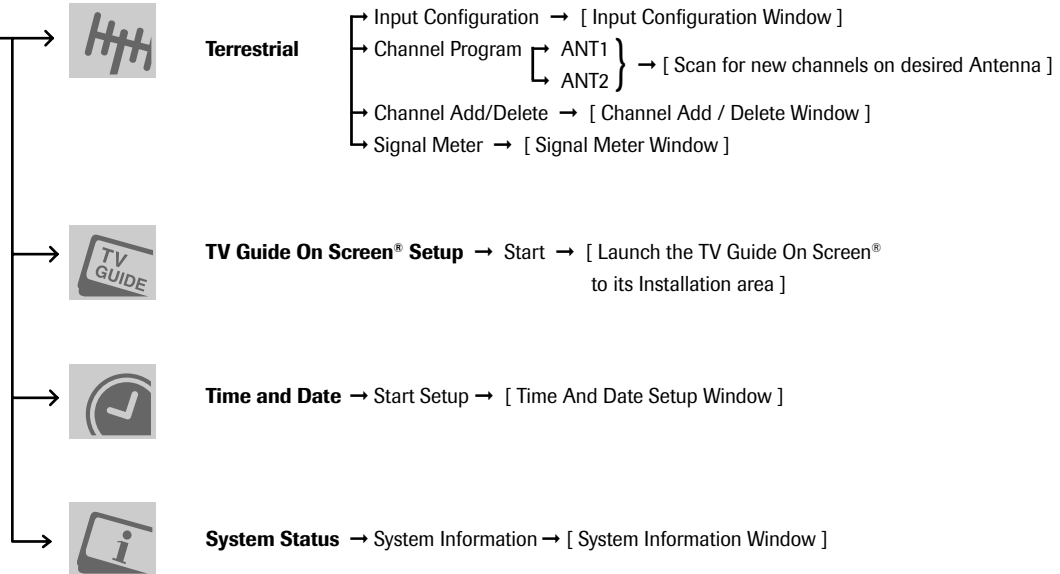 Input Configuration → [ Input Configuration Window ]
Terrestrial
Channel Program → ANT1
→ ANT2 } → [ Scan for new channels on desired Antenna ]
Channel Add/Delete → [ Channel Add / Delete Window ]
Signal Meter → [ Signal Meter Window ]
TV GUIDE
TV Guide On Screen® Setup → Start → [ Launch the TV Guide On Screen®
to its Installation area ]
Time and Date → Start Setup → [ Time And Date Setup Window ]
i
System Status → System Information → [ System Information Window ]